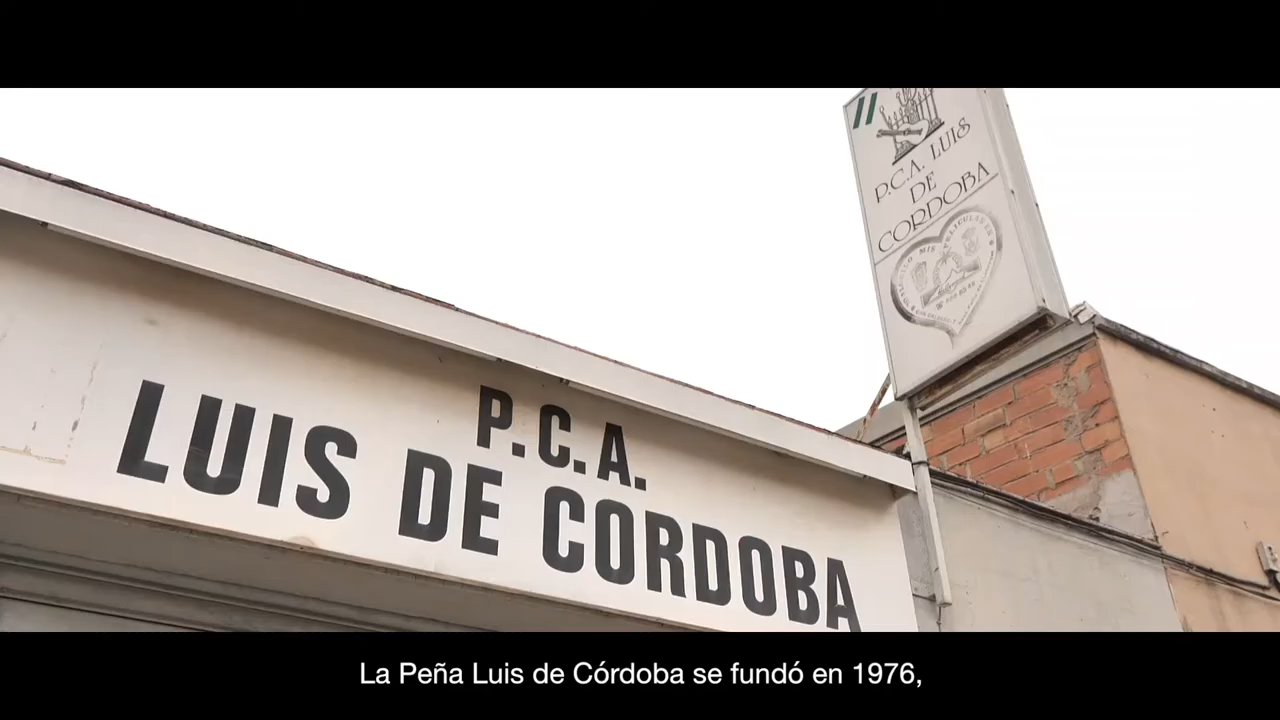 P.C.A. LUIS
DE
CORDOBA
P.C.A.
LUIS DE CORDOBA
La Peña Luis de Córdoba se fundó en 1976,